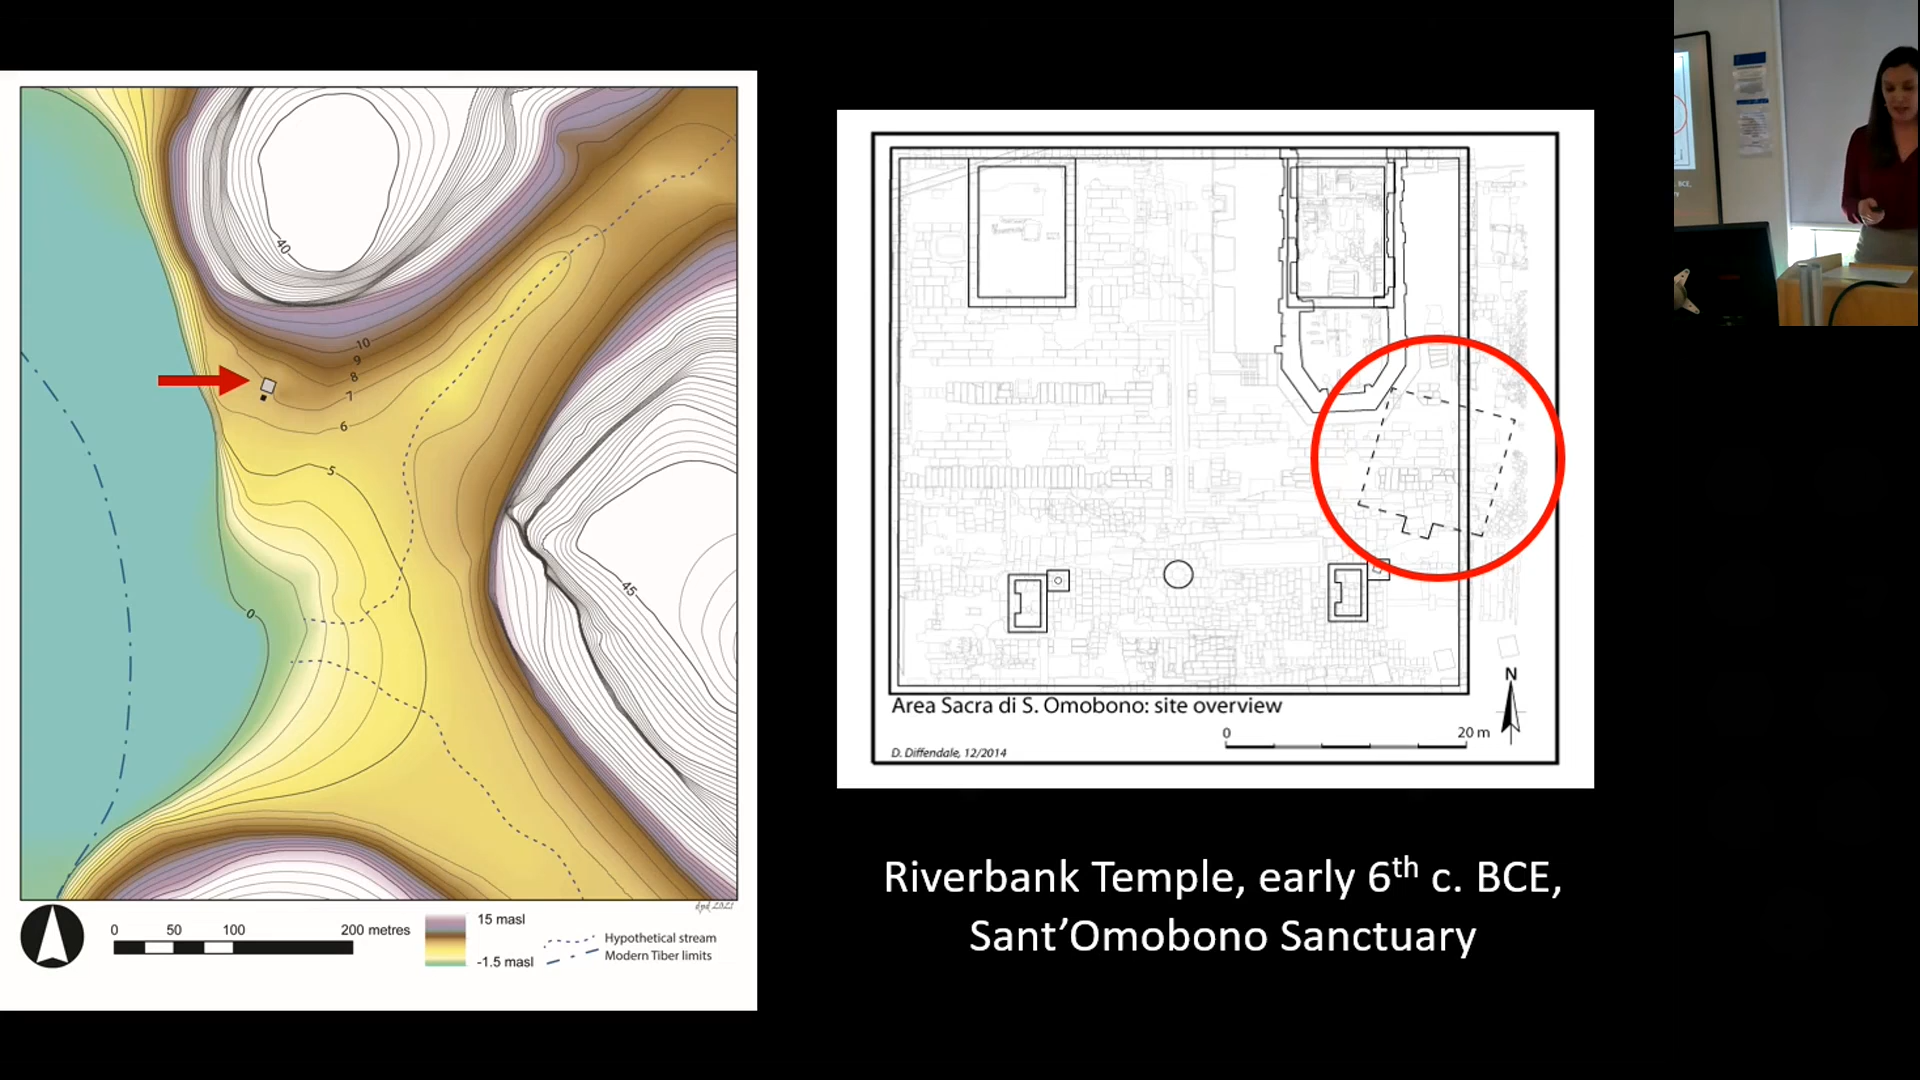 40
10
9
8
7
6
5
0
45
dpd 2021
0 50 100 200 metres
15 masl
-1.5 masl
Hypothetical stream
Modern Tiber limits
Area Sacra di S. Omobono: site overview
D. Diffendale, 12/2014
0 20 m
N
Riverbank Temple, early 6th c. BCE,
Sant’Omobono Sanctuary